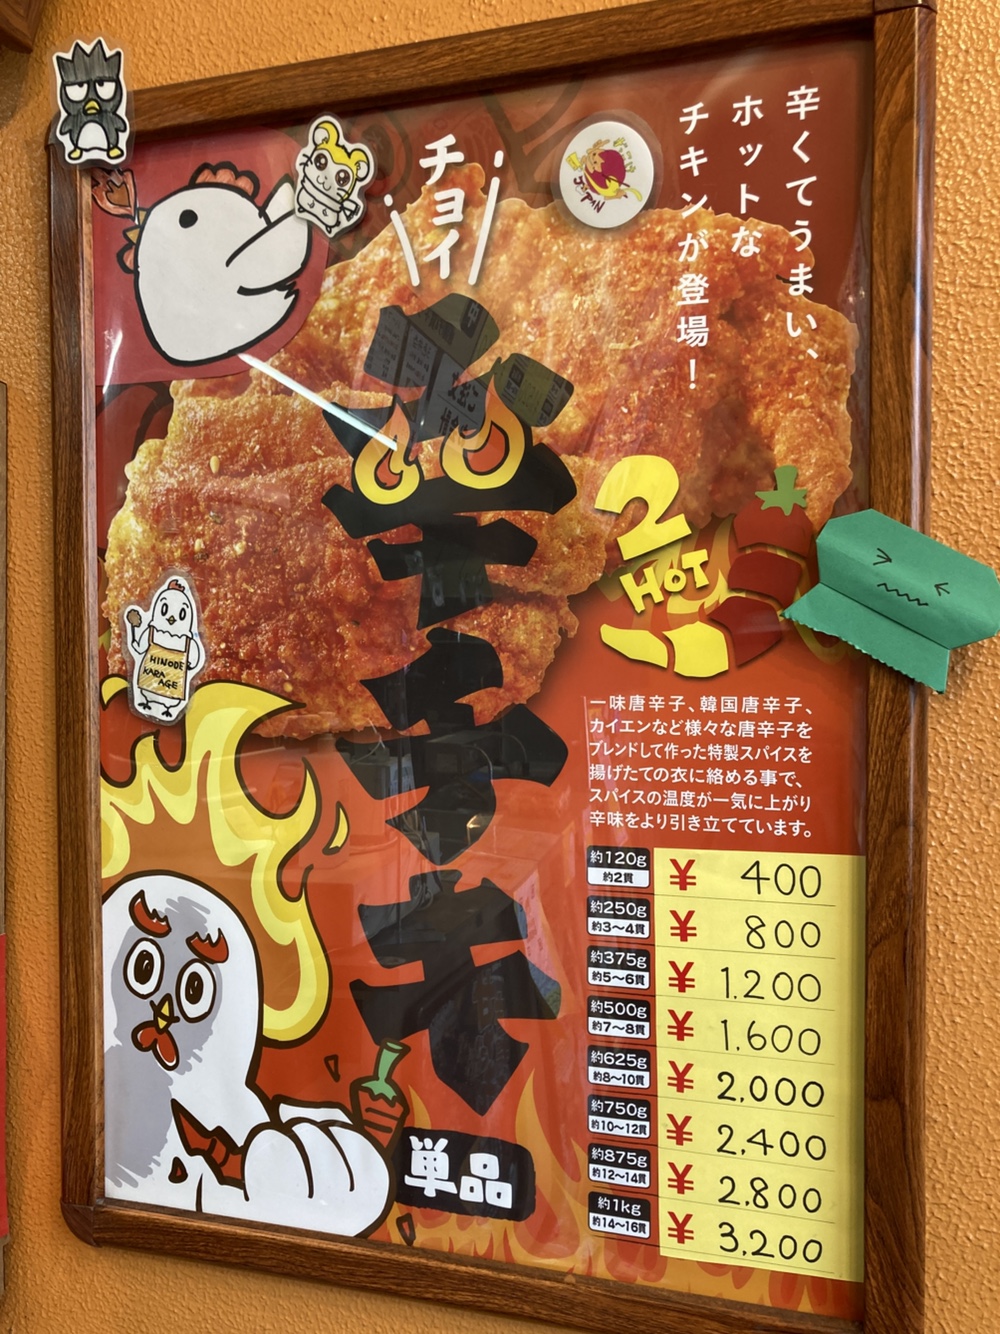 辛くてうまい、
ホットな
チキンが登場！
チョイ
辛チキ
2
HOT
JAPAN
HINODE
KARA
AGE
一味唐辛子、韓国唐辛子、
カイエンなど様々な唐辛子を
ブレンドして作った特製スパイスを
揚げたての衣に絡める事で、
スパイスの温度が一気に上がり
辛味をより引き立てています。
約120g
約2貫
¥ 400
約250g
約3〜4貫
¥ 800
約375g
約5〜6貫
¥ 1.200
約500g
約7〜8貫
¥ 1.600
約625g
約8〜10貫
¥ 2,000
約750g
約10〜12貫
¥ 2,400
約875g
約12〜14貫
¥ 2.800
約1kg
約14〜16貫
¥ 3,200
単品